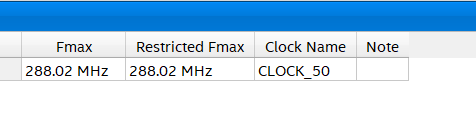 Fmax Restricted Fmax Clock Name Note
288.02 MHz 288.02 MHz CLOCK_50